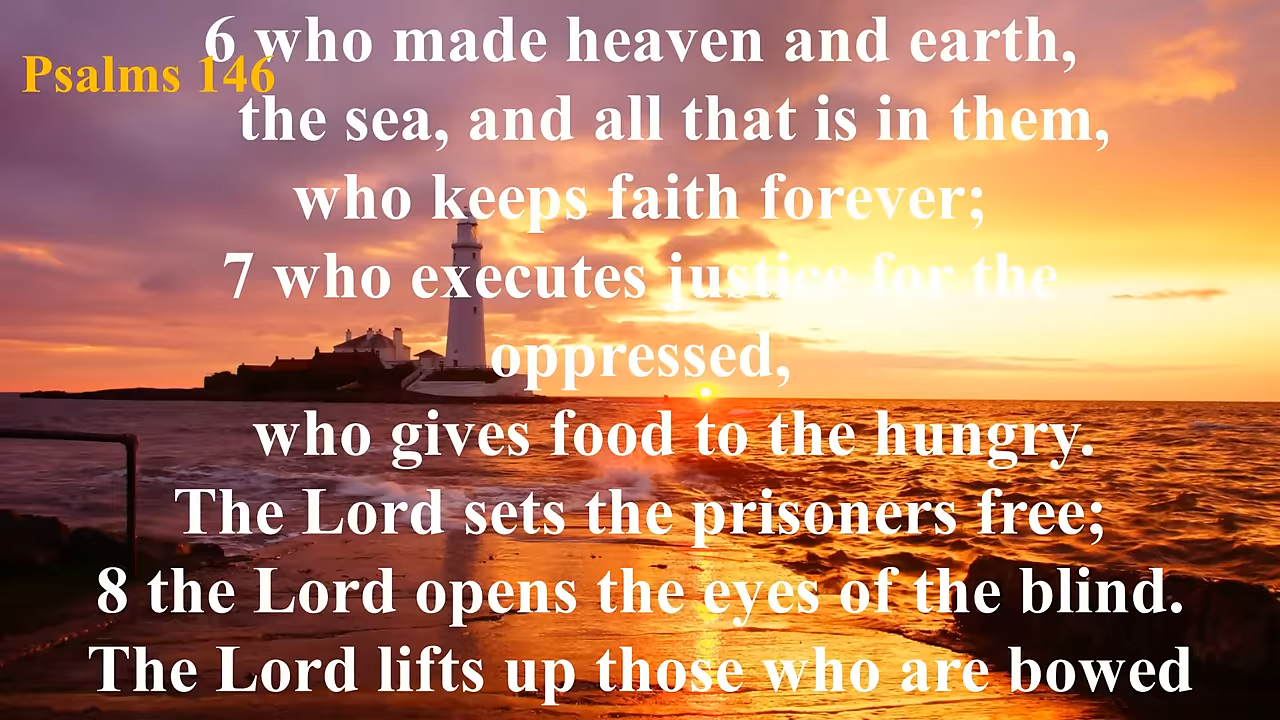 6 who made heaven and earth,
Psalms 146
the sea, and all that is in them,
who keeps faith forever;
7 who executes justice for the
oppressed,
who gives food to the hungry.
The Lord sets the prisoners free;
8 the Lord opens the eyes of the blind.
The Lord lifts up those who are bowed